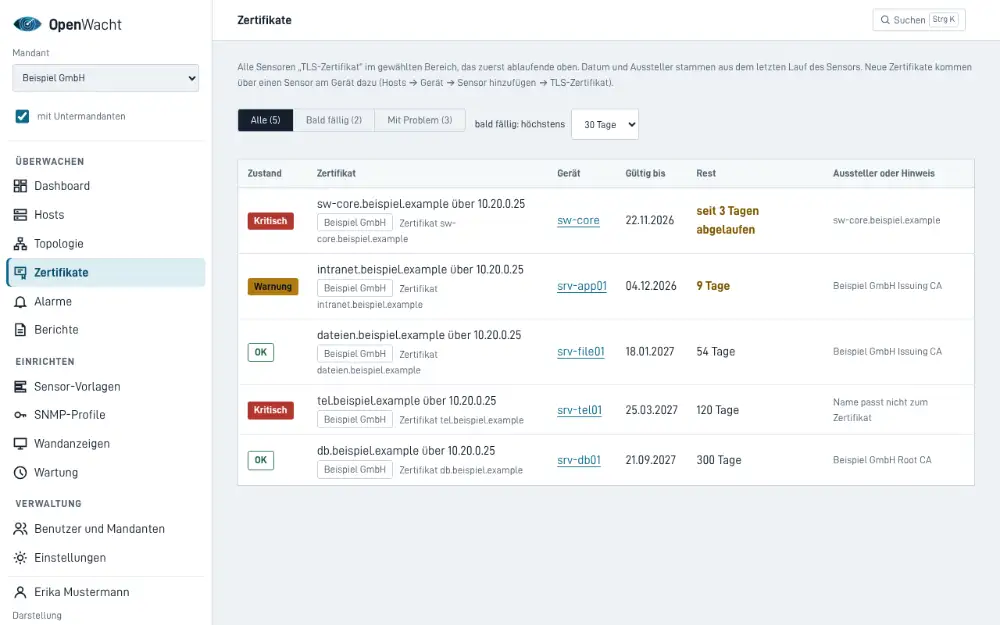 OpenWacht
Mandant
Beispiel GmbH
mit Untermandanten
ÜBERWACHEN
Dashboard
Hosts
Topologie
Zertifikate
Alarme
Berichte
EINRICHTEN
Sensor-Vorlagen
SNMP-Profile
Wandanzeigen
Wartung
VERWALTUNG
Benutzer und Mandanten
Einstellungen
Erika Mustermann
Darstellung
Zertifikate
Suchen Strg K
Alle Sensoren „TLS-Zertifikat" im gewählten Bereich, das zuerst ablaufende oben. Datum und Aussteller stammen aus dem letzten Lauf des Sensors. Neue Zertifikate kommen
über einen Sensor am Gerät dazu (Hosts → Gerät → Sensor hinzufügen → TLS-Zertifikat).
Alle (5) Bald fällig (2) Mit Problem (3) bald fällig: höchstens 30 Tage
Zustand Zertifikat Gerät Gültig bis Rest Aussteller oder Hinweis
Kritisch sw-core.beispiel.example über 10.20.0.25 sw-core 22.11.2026 seit 3 Tagen sw-core.beispiel.example
Beispiel GmbH Zertifikat sw- abgelaufen
core.beispiel.example
Warnung intranet.beispiel.example über 10.20.0.25 srv-app01 04.12.2026 9 Tage Beispiel GmbH Issuing CA
Beispiel GmbH Zertifikat
intranet.beispiel.example
OK dateien.beispiel.example über 10.20.0.25 srv-file01 18.01.2027 54 Tage Beispiel GmbH Issuing CA
Beispiel GmbH Zertifikat
dateien.beispiel.example
Kritisch tel.beispiel.example über 10.20.0.25 srv-tel01 25.03.2027 120 Tage Name passt nicht zum
Beispiel GmbH Zertifikat tel.beispiel.example Zertifikat
OK db.beispiel.example über 10.20.0.25 srv-db01 21.09.2027 300 Tage Beispiel GmbH Root CA
Beispiel GmbH Zertifikat db.beispiel.example